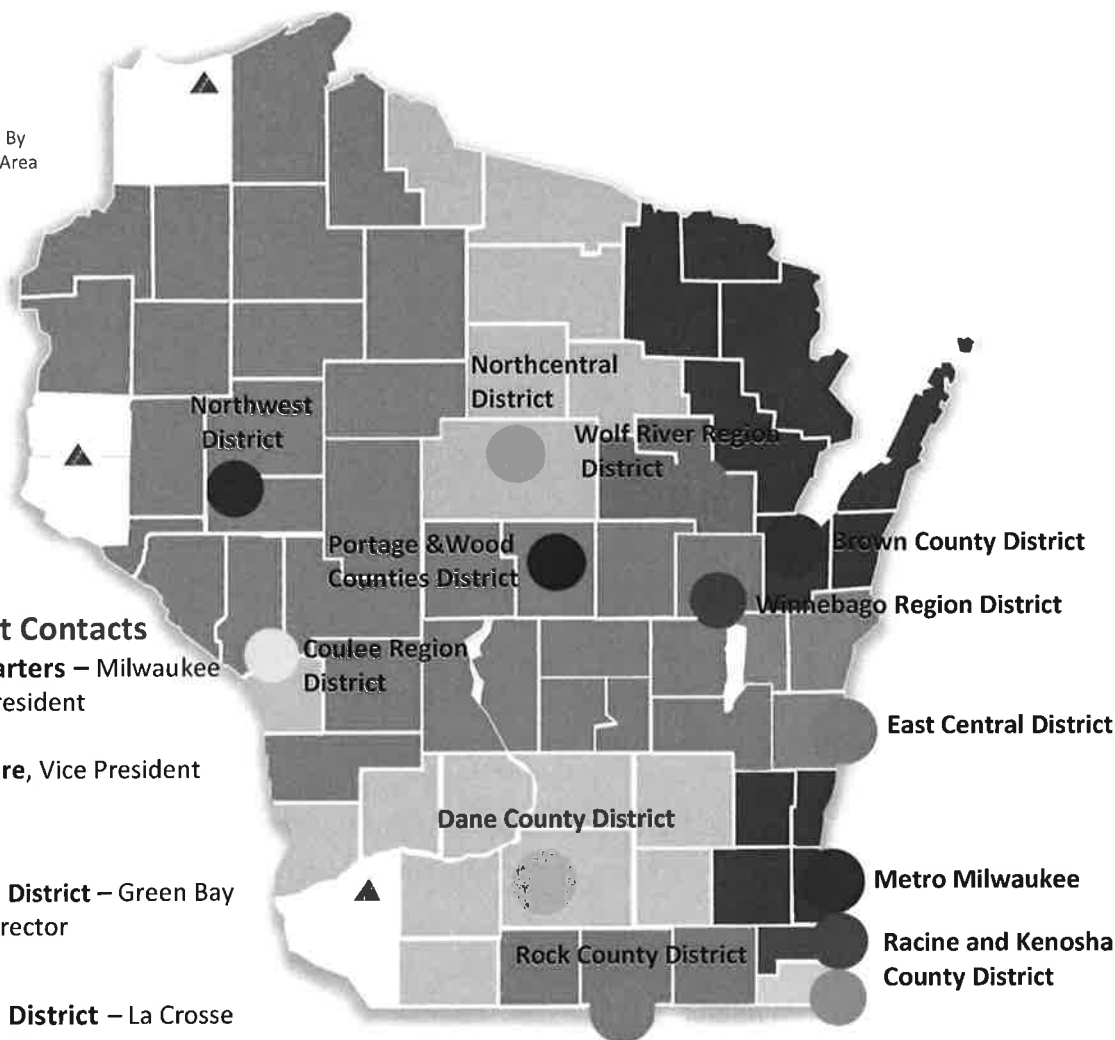 By
Area
Northcentral
District
Northwest
District
Wolf River Region
District
Portage &Wood
Counties District
Brown County District
Winnebago Region District
t Contacts
arters – Milwaukee
resident
Coulee Region
District
East Central District
re, Vice President
Dane County District
District – Green Bay
rector
Metro Milwaukee
Racine and Kenosha
County District
Rock County District
District – La Crosse